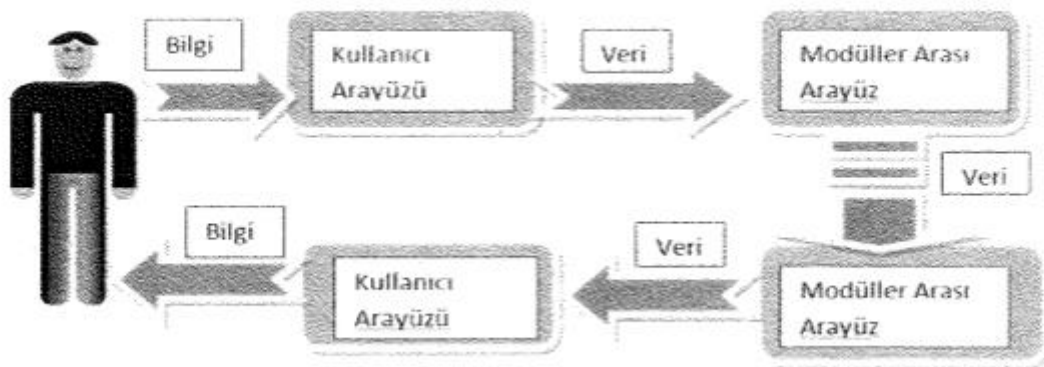 Bilgi
Kullanıcı
Arayüzü
Veri
Modüller Arası
Arayüz
Veri
Modüller Arası
Arayüz
Veri
Kullanıcı
Arayüzü
Bilgi